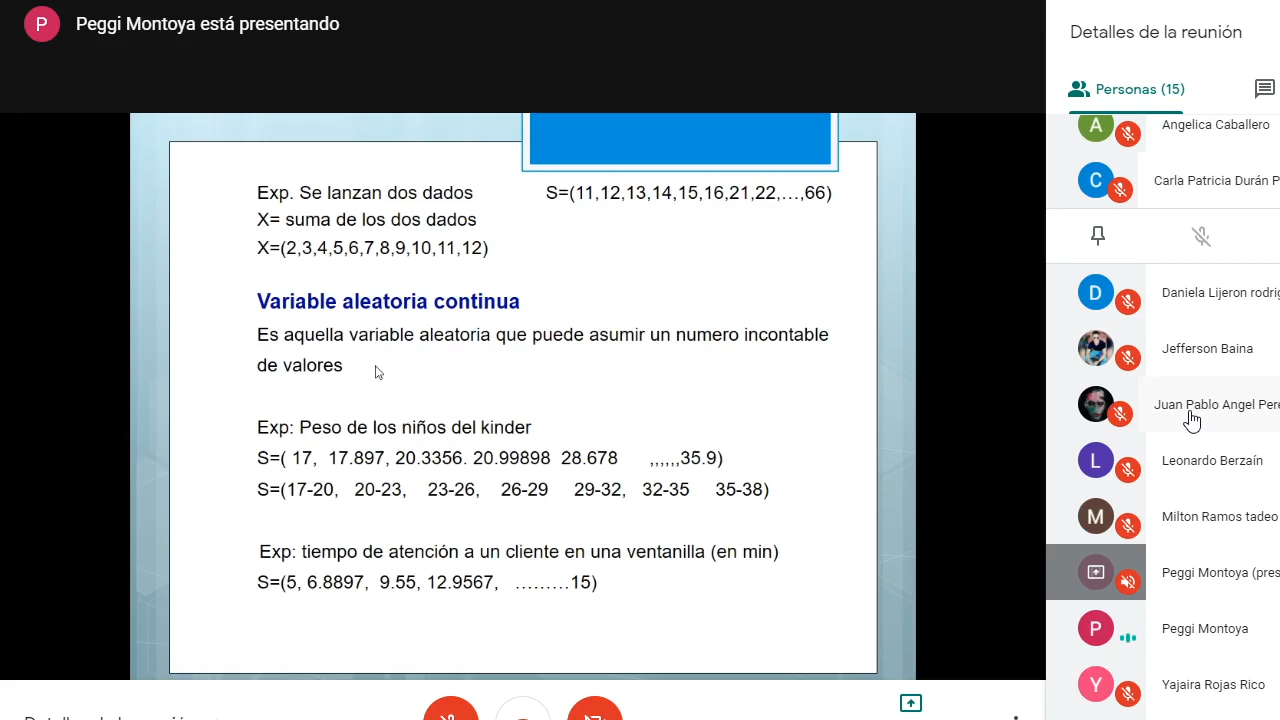 P Peggi Montoya está presentando
Detalles de la reunión
Personas (15)
A Angelica Caballero
C Carla Patricia Durán P
D Daniela Lijeron rodrig
Jefferson Baina
Juan Pablo Angel Pere
L Leonardo Berzaín
M Milton Ramos tadeo
Peggi Montoya (pres
P Peggi Montoya
Y Yajaira Rojas Rico
Exp. Se lanzan dos dados S=(11,12,13,14,15,16,21,22,…,66)
X= suma de los dos dados
X=(2,3,4,5,6,7,8,9,10,11,12)
Variable aleatoria continua
Es aquella variable aleatoria que puede asumir un numero incontable
de valores
Exp: Peso de los niños del kinder
S=( 17, 17.897, 20.3356. 20.99898 28.678 ,,,,,,35.9)
S=(17-20, 20-23, 23-26, 26-29 29-32, 32-35 35-38)
Exp: tiempo de atención a un cliente en una ventanilla (en min)
S=(5, 6.8897, 9.55, 12.9567, ………15)